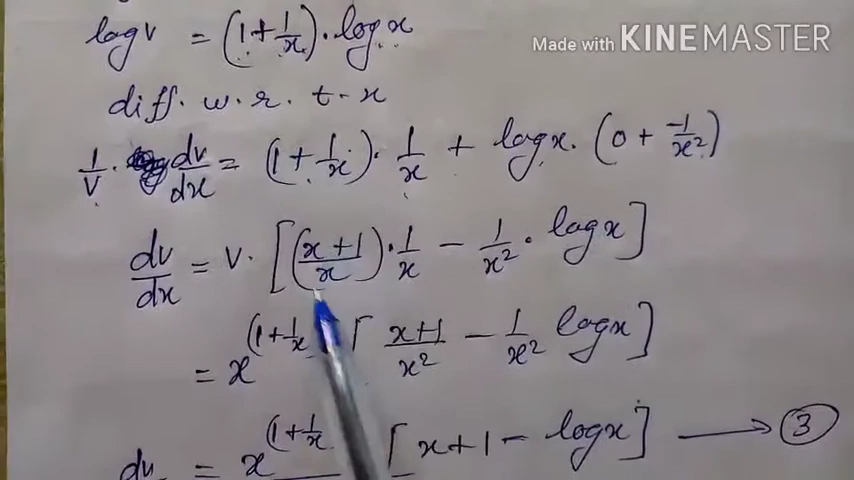 log v = (1 + 1/x) · log x
Made with KINEMASTER
diff. w. r. t - x
1/v · dv/dx = (1 + 1/x) · 1/x + log x · (0 + -1/x²)
dv/dx = v · [(x+1/x) · 1/x - 1/x² · log x]
= x^(1 + 1/x [ x+1/x² - 1/x² log x]
dv = x^(1 + 1/x [ x + 1 - log x] → 3